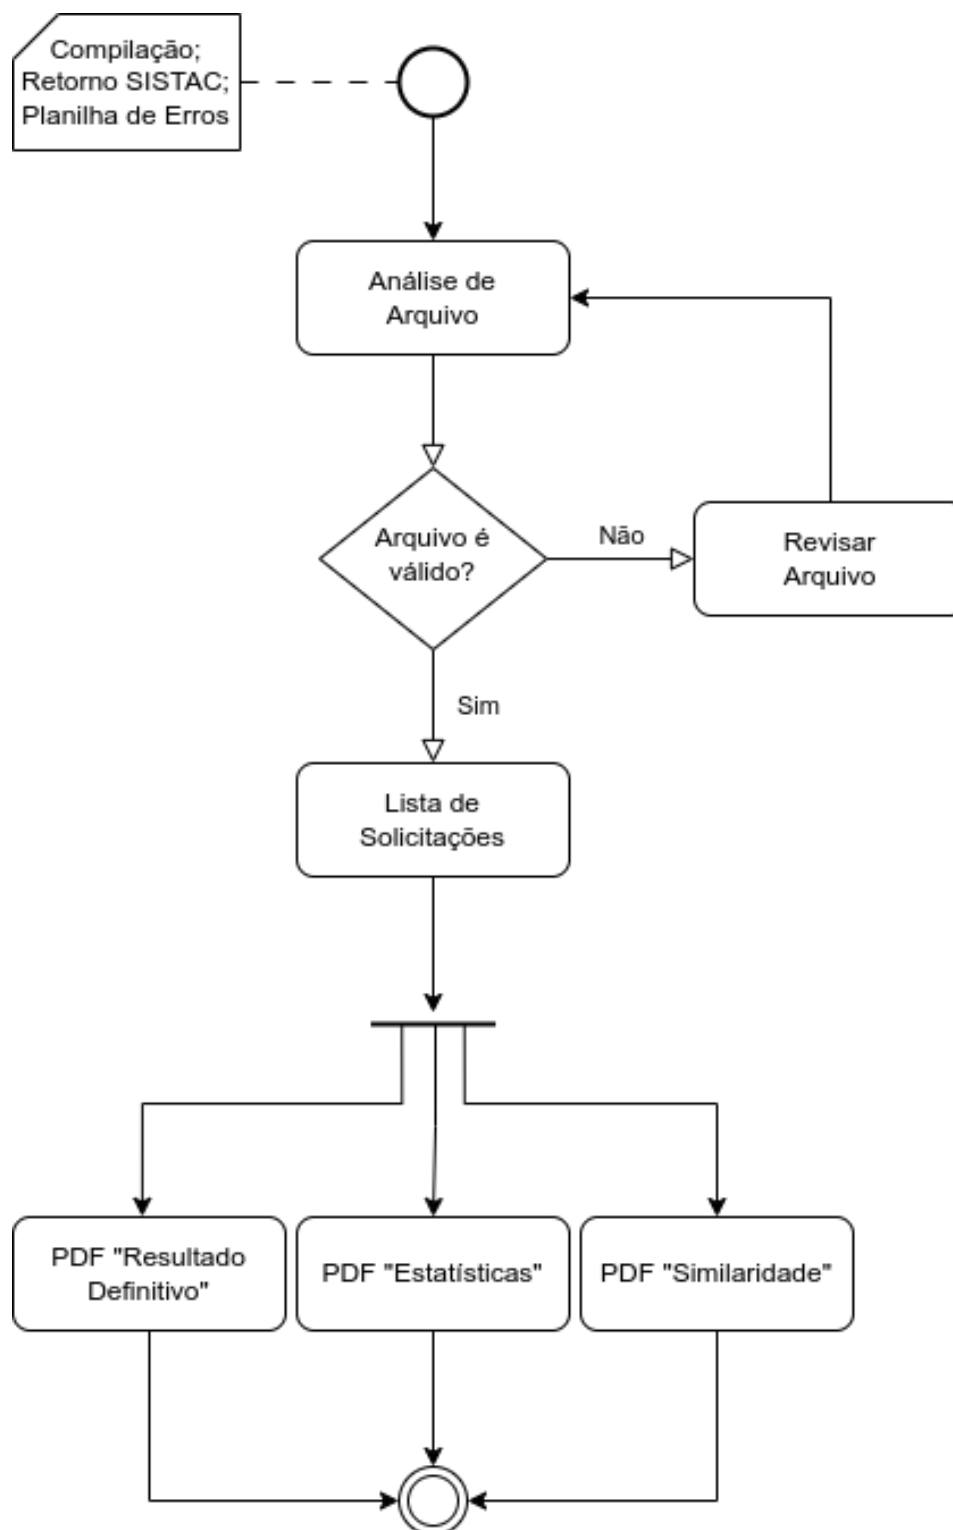 Compilação;
Retorno SISTAC;
Planilha de Erros
Análise de
Arquivo
Arquivo é
válido?
Não
Revisar
Arquivo
Sim
Lista de
Solicitações
PDF "Resultado
Definitivo"
PDF "Estatísticas"
PDF "Similaridade"